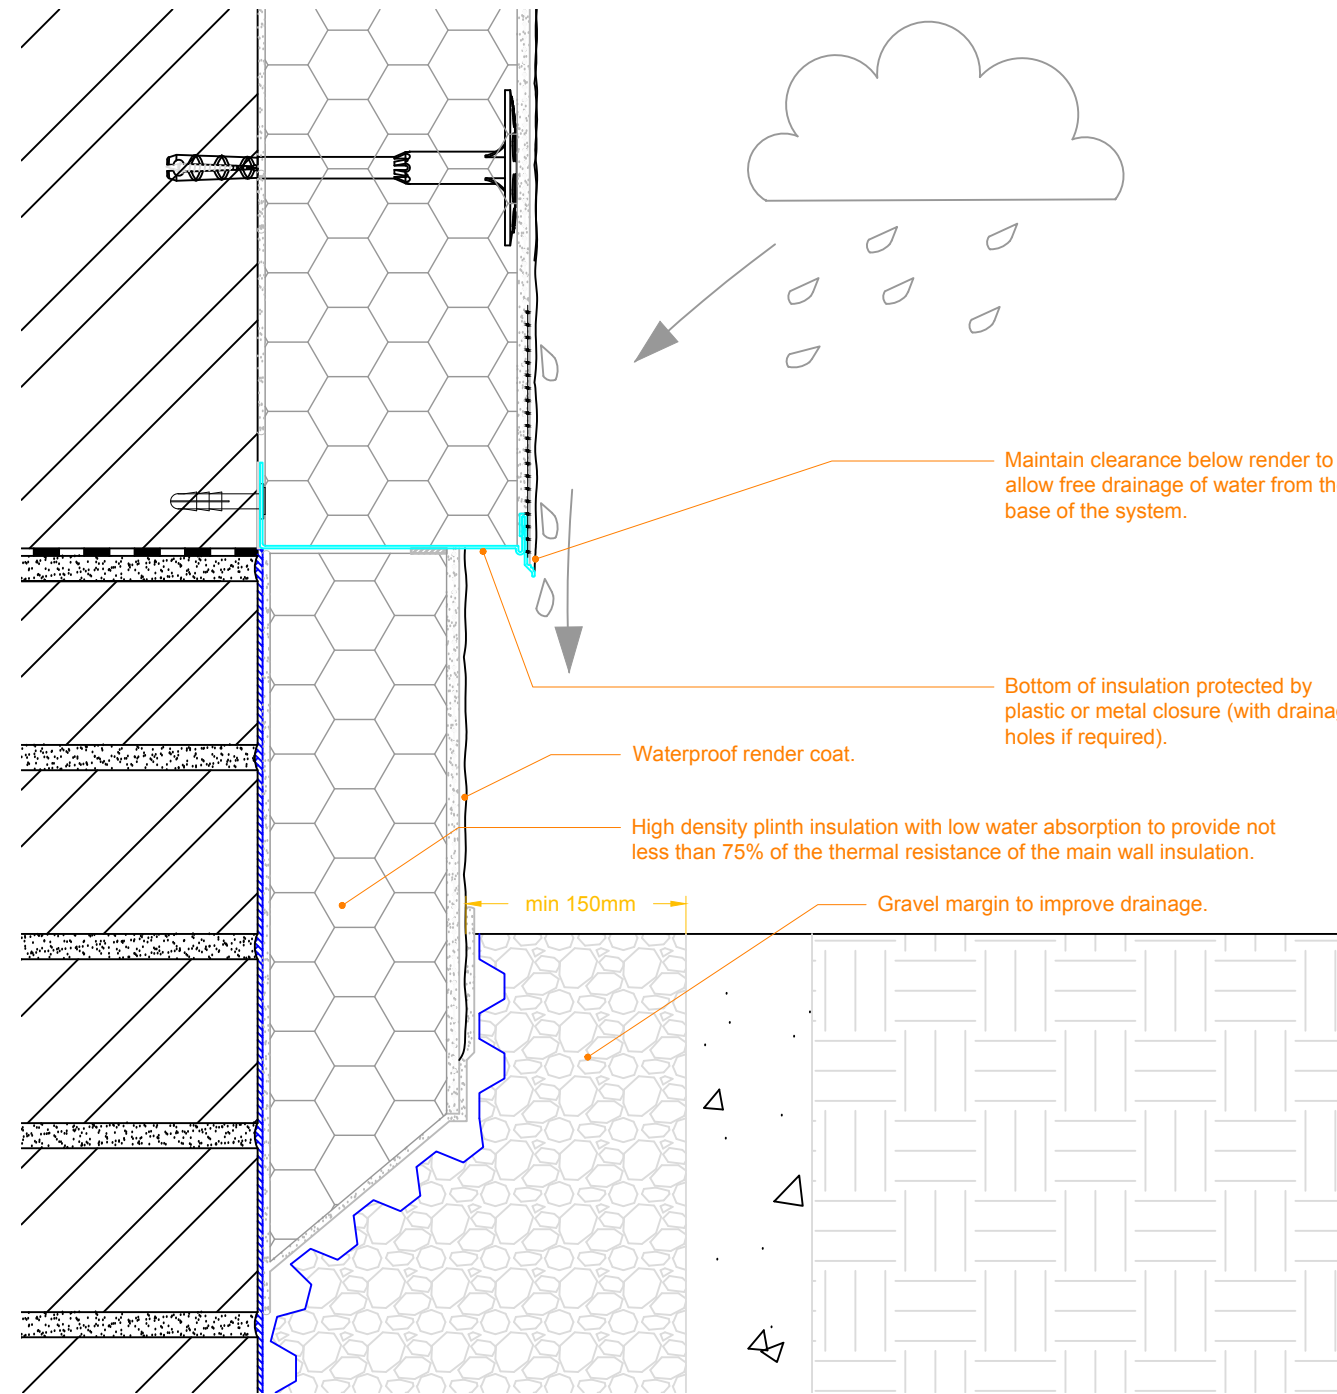 Maintain clearance below render to
allow free drainage of water from
base of the system.
Bottom of insulation protected by
plastic or metal closure (with
holes if required).
Waterproof render coat.
High density plinth insulation with low water absorption to provide not
less than 75% of the thermal resistance of the main wall insulation.
min 150mm
Gravel margin to improve drainage.